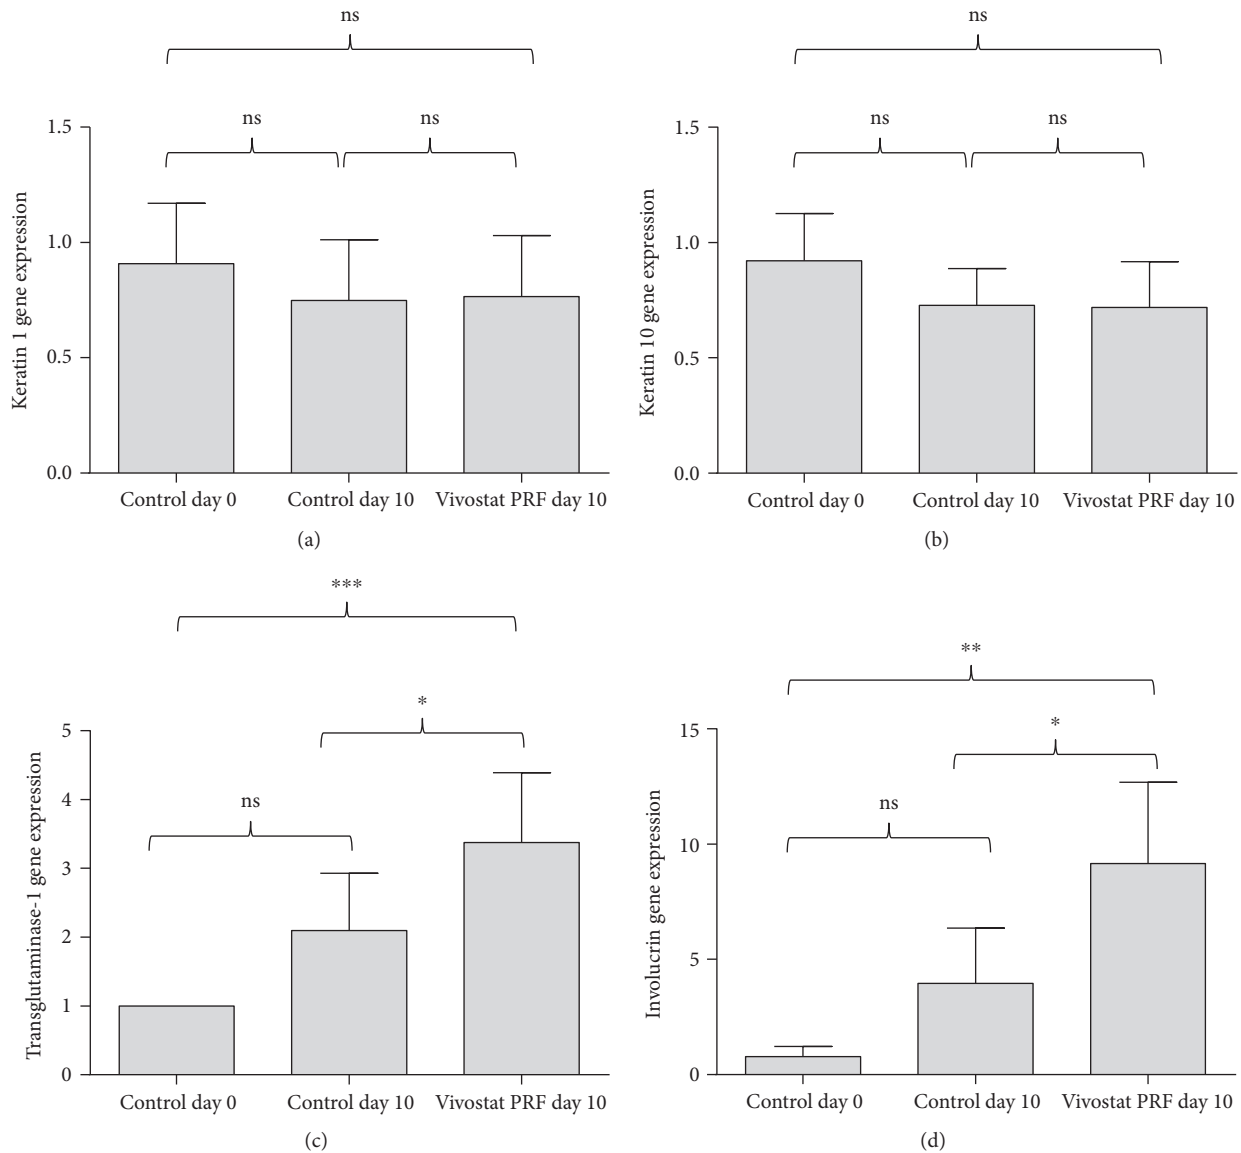 ns
ns
ns
1.5
1.0
0.5
0.0
Keratin 1 gene expression
Control day 0
Control day 10
Vivostat PRF day 10
(a)
ns
ns
ns
1.5
1.0
0.5
0.0
Keratin 10 gene expression
Control day 0
Control day 10
Vivostat PRF day 10
(b)
***
*
ns
5
4
3
2
1
0
Transglutaminase-1 gene expression
Control day 0
Control day 10
Vivostat PRF day 10
(c)
**
*
ns
15
10
5
0
Involucrin gene expression
Control day 0
Control day 10
Vivostat PRF day 10
(d)